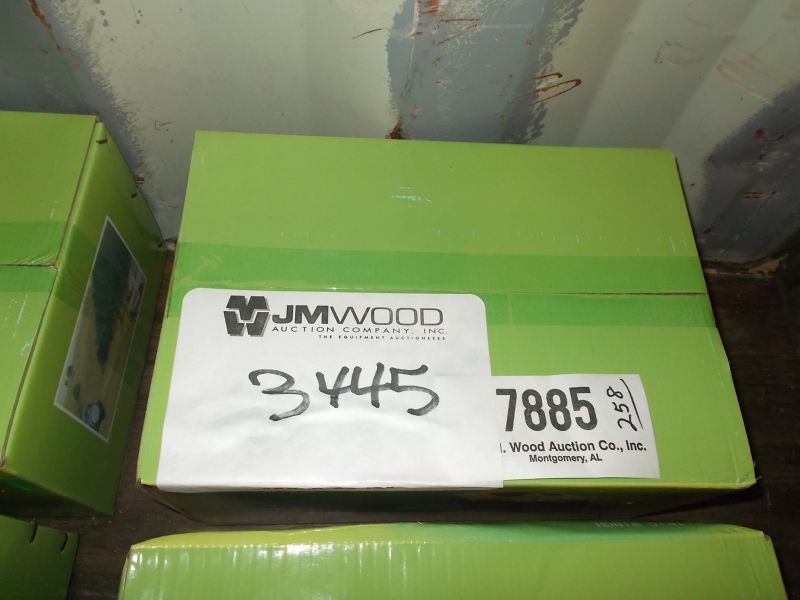 JMWOOD
AUCTION COMPANY, INC.
THE EQUIPMENT AUCTIONEERS
3445
7885
258
. Wood Auction Co., Inc.
Montgomery, AL